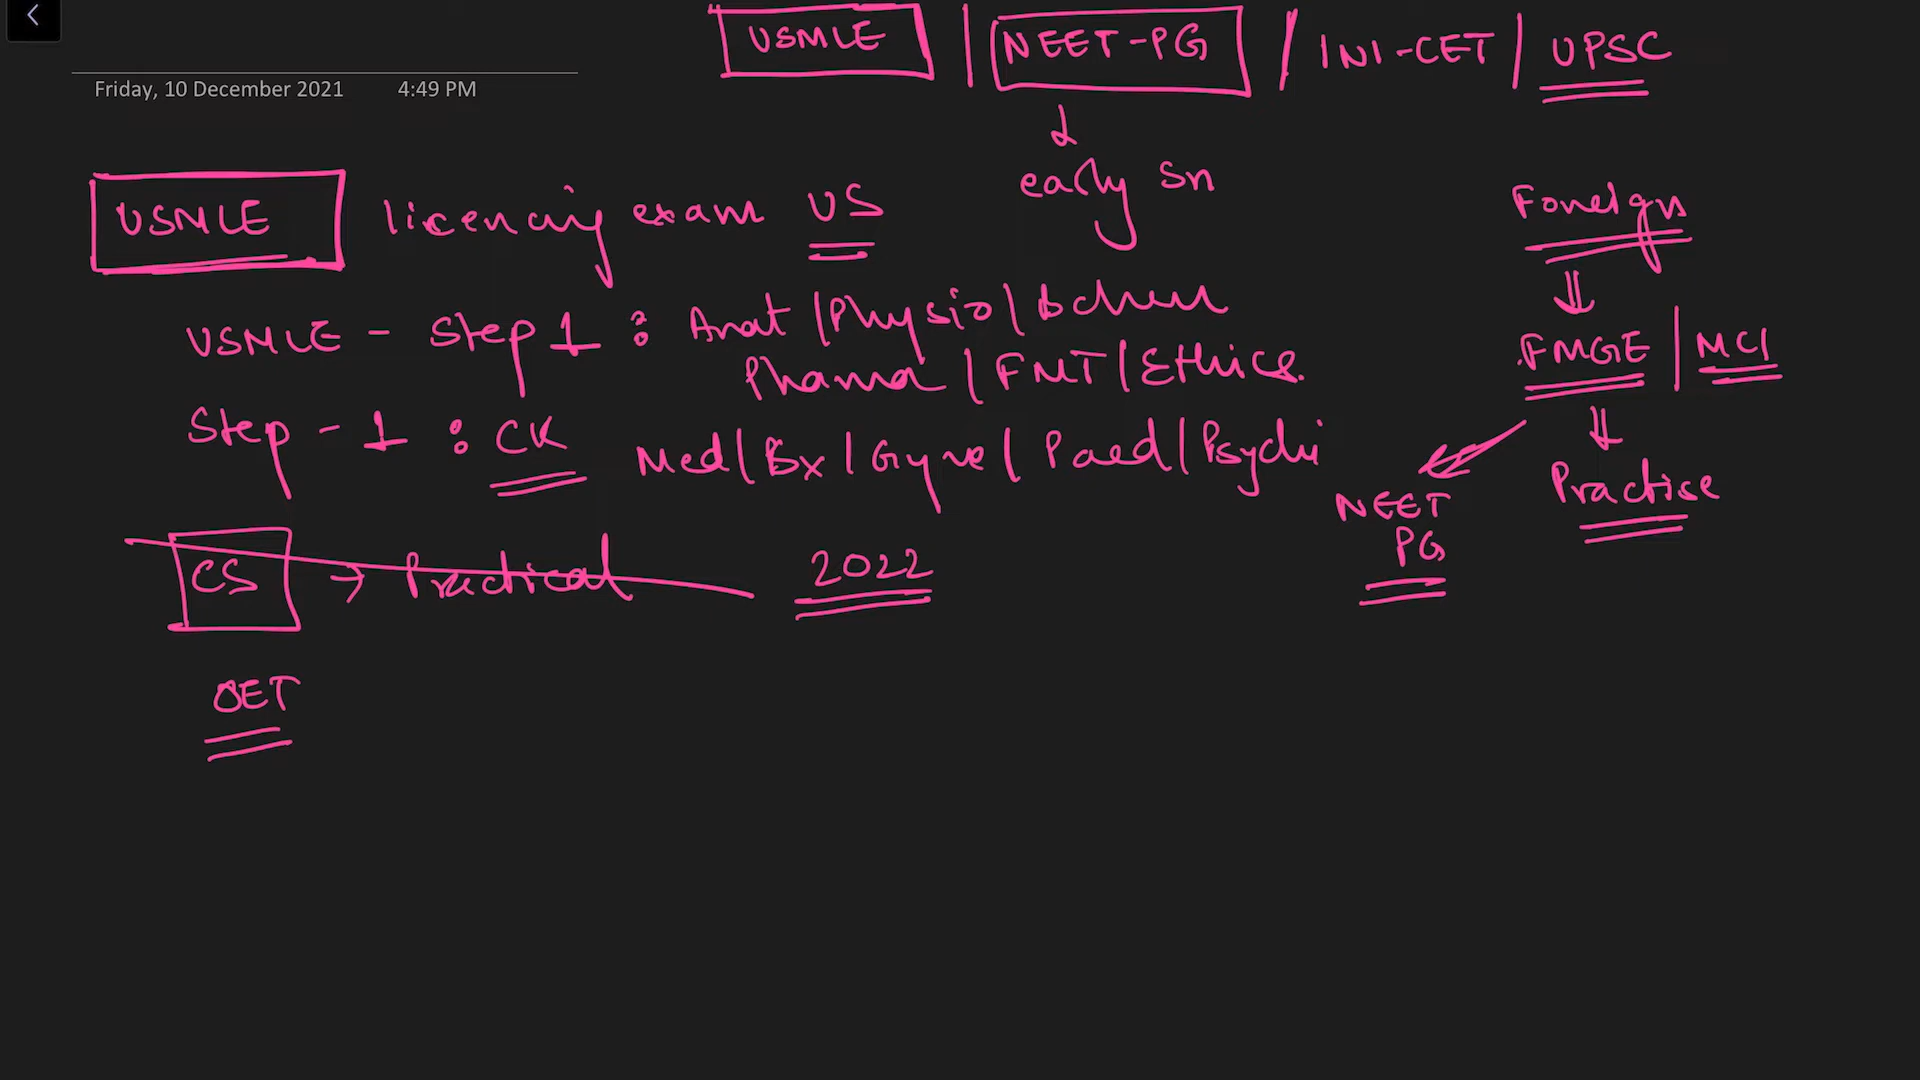 USMLE | NEET-PG / INI-CET | UPSC
Friday, 10 December 2021 4:49 PM
early Sn
USMLE licencing exam US
Foreign
USMLE - Step 1 : Anat / Physio / Bchem
Pharma / FMT / Ethics.
FMGE | MCI
Step - 1 : CK Med / Sx / Gyne / Paed / Psychi
Practise
NEET
PG
CS → Practical 2022
OET